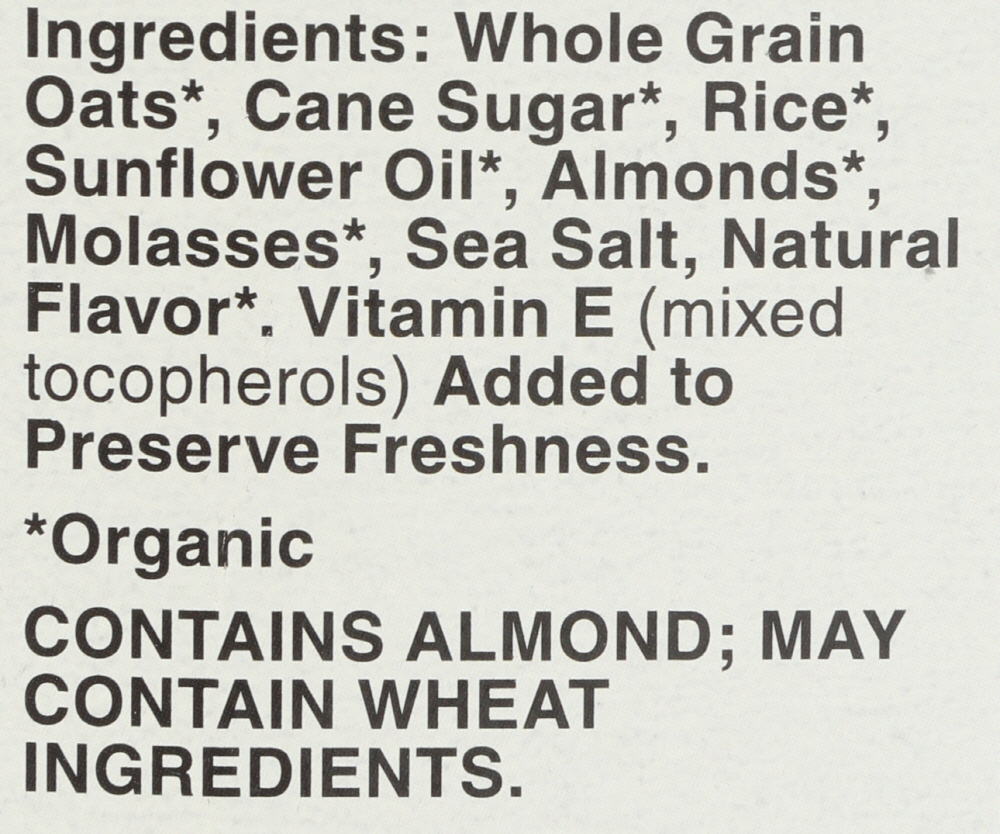 Ingredients: Whole Grain
Oats*, Cane Sugar*, Rice*,
Sunflower Oil*, Almonds*,
Molasses*, Sea Salt, Natural
Flavor*. Vitamin E (mixed
tocopherols) Added to
Preserve Freshness.
*Organic
CONTAINS ALMOND; MAY
CONTAIN WHEAT
INGREDIENTS.